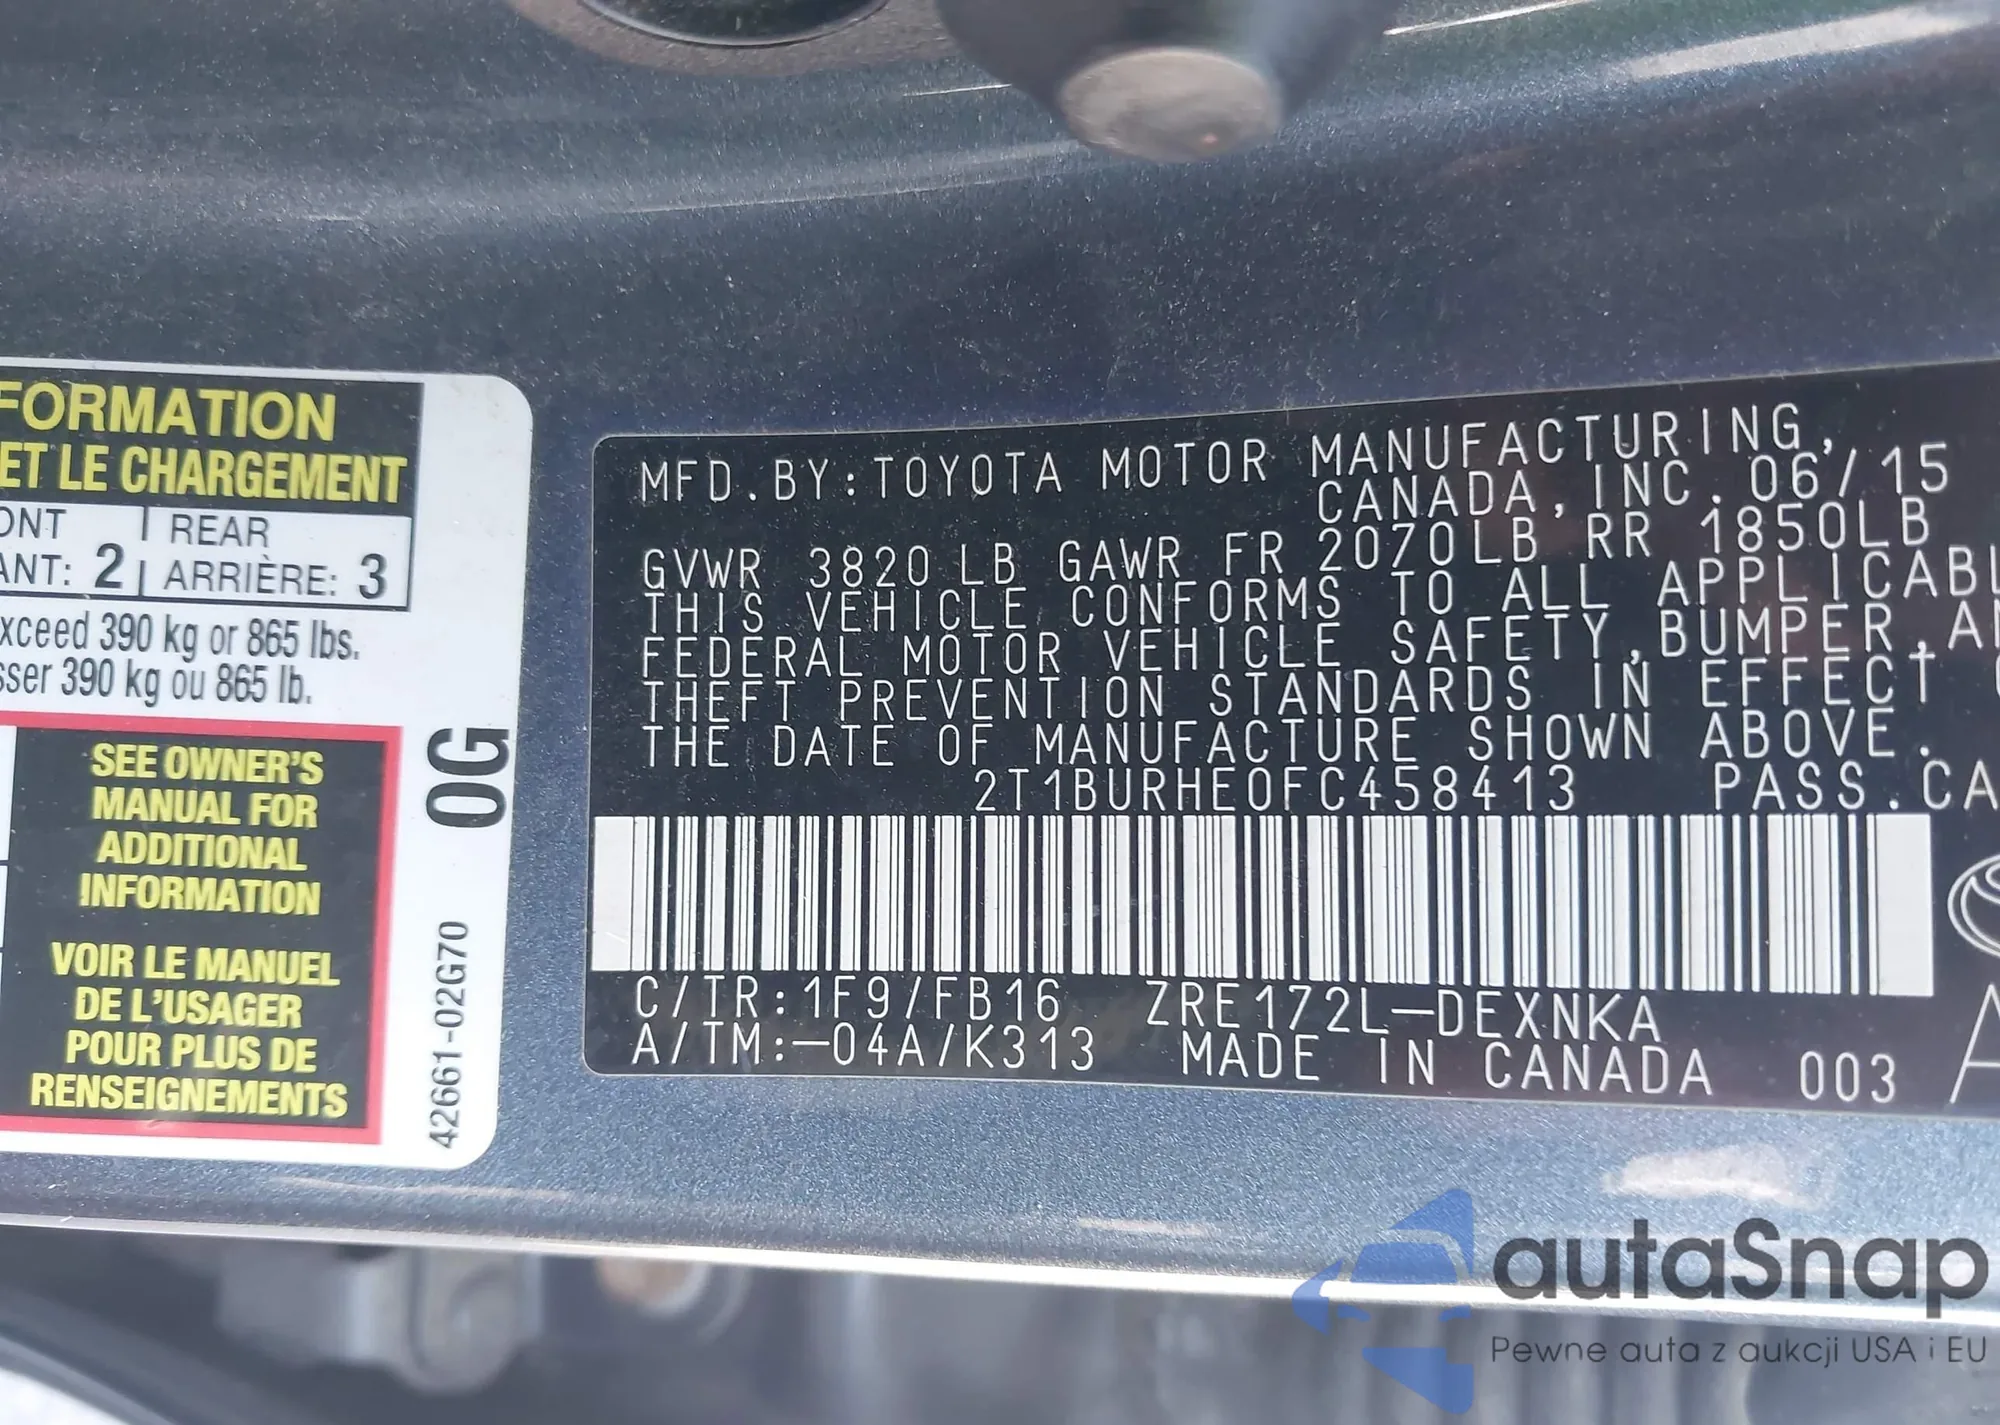 FORMATION
ET LE CHARGEMENT
ONT REAR
ANT: 2 ARRIÈRE: 3
xceed 390 kg or 865 lbs.
sser 390 kg ou 865 lb.
SEE OWNER'S
MANUAL FOR
ADDITIONAL
INFORMATION
VOIR LE MANUEL
DE L'USAGER
POUR PLUS DE
RENSEIGNEMENTS
0G
42661-02G70
MFD.BY:TOYOTA MOTOR MANUFACTURING,
CANADA,INC. 06/15
GVWR 3820 LB GAWR FR 2070LB RR 1850LB
THIS VEHICLE CONFORMS TO ALL APPLICABL
FEDERAL MOTOR VEHICLE SAFETY,BUMPER,AN
THEFT PREVENTION STANDARDS IN EFFECT
THE DATE OF MANUFACTURE SHOWN ABOVE.
2T1BURHE0FC458413 PASS.CA
C/TR:1F9/FB16 ZRE172L-DEXNKA
A/TM:-04A/K313 MADE IN CANADA 003
autaSnap
Pewne auta z aukcji USA i EU